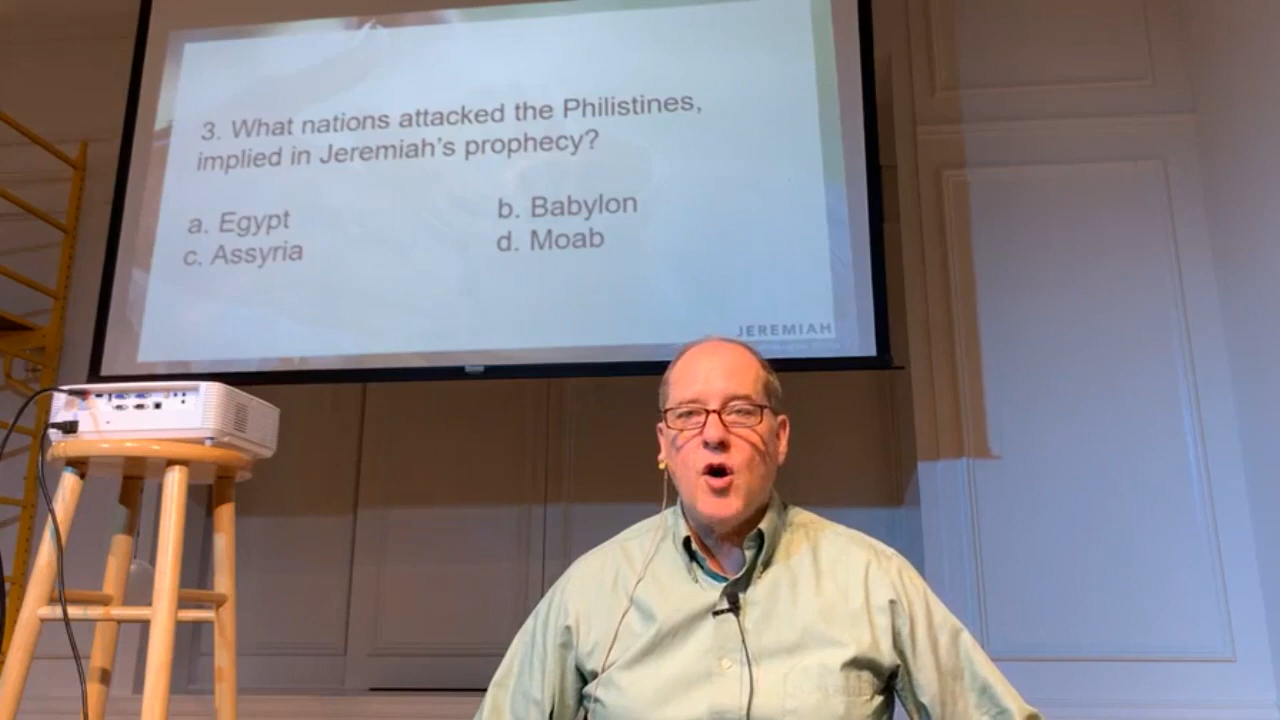 3. What nations attacked the Philistines,
implied in Jeremiah's prophecy?
a. Egypt
b. Babylon
c. Assyria
d. Moab
JEREMIAH